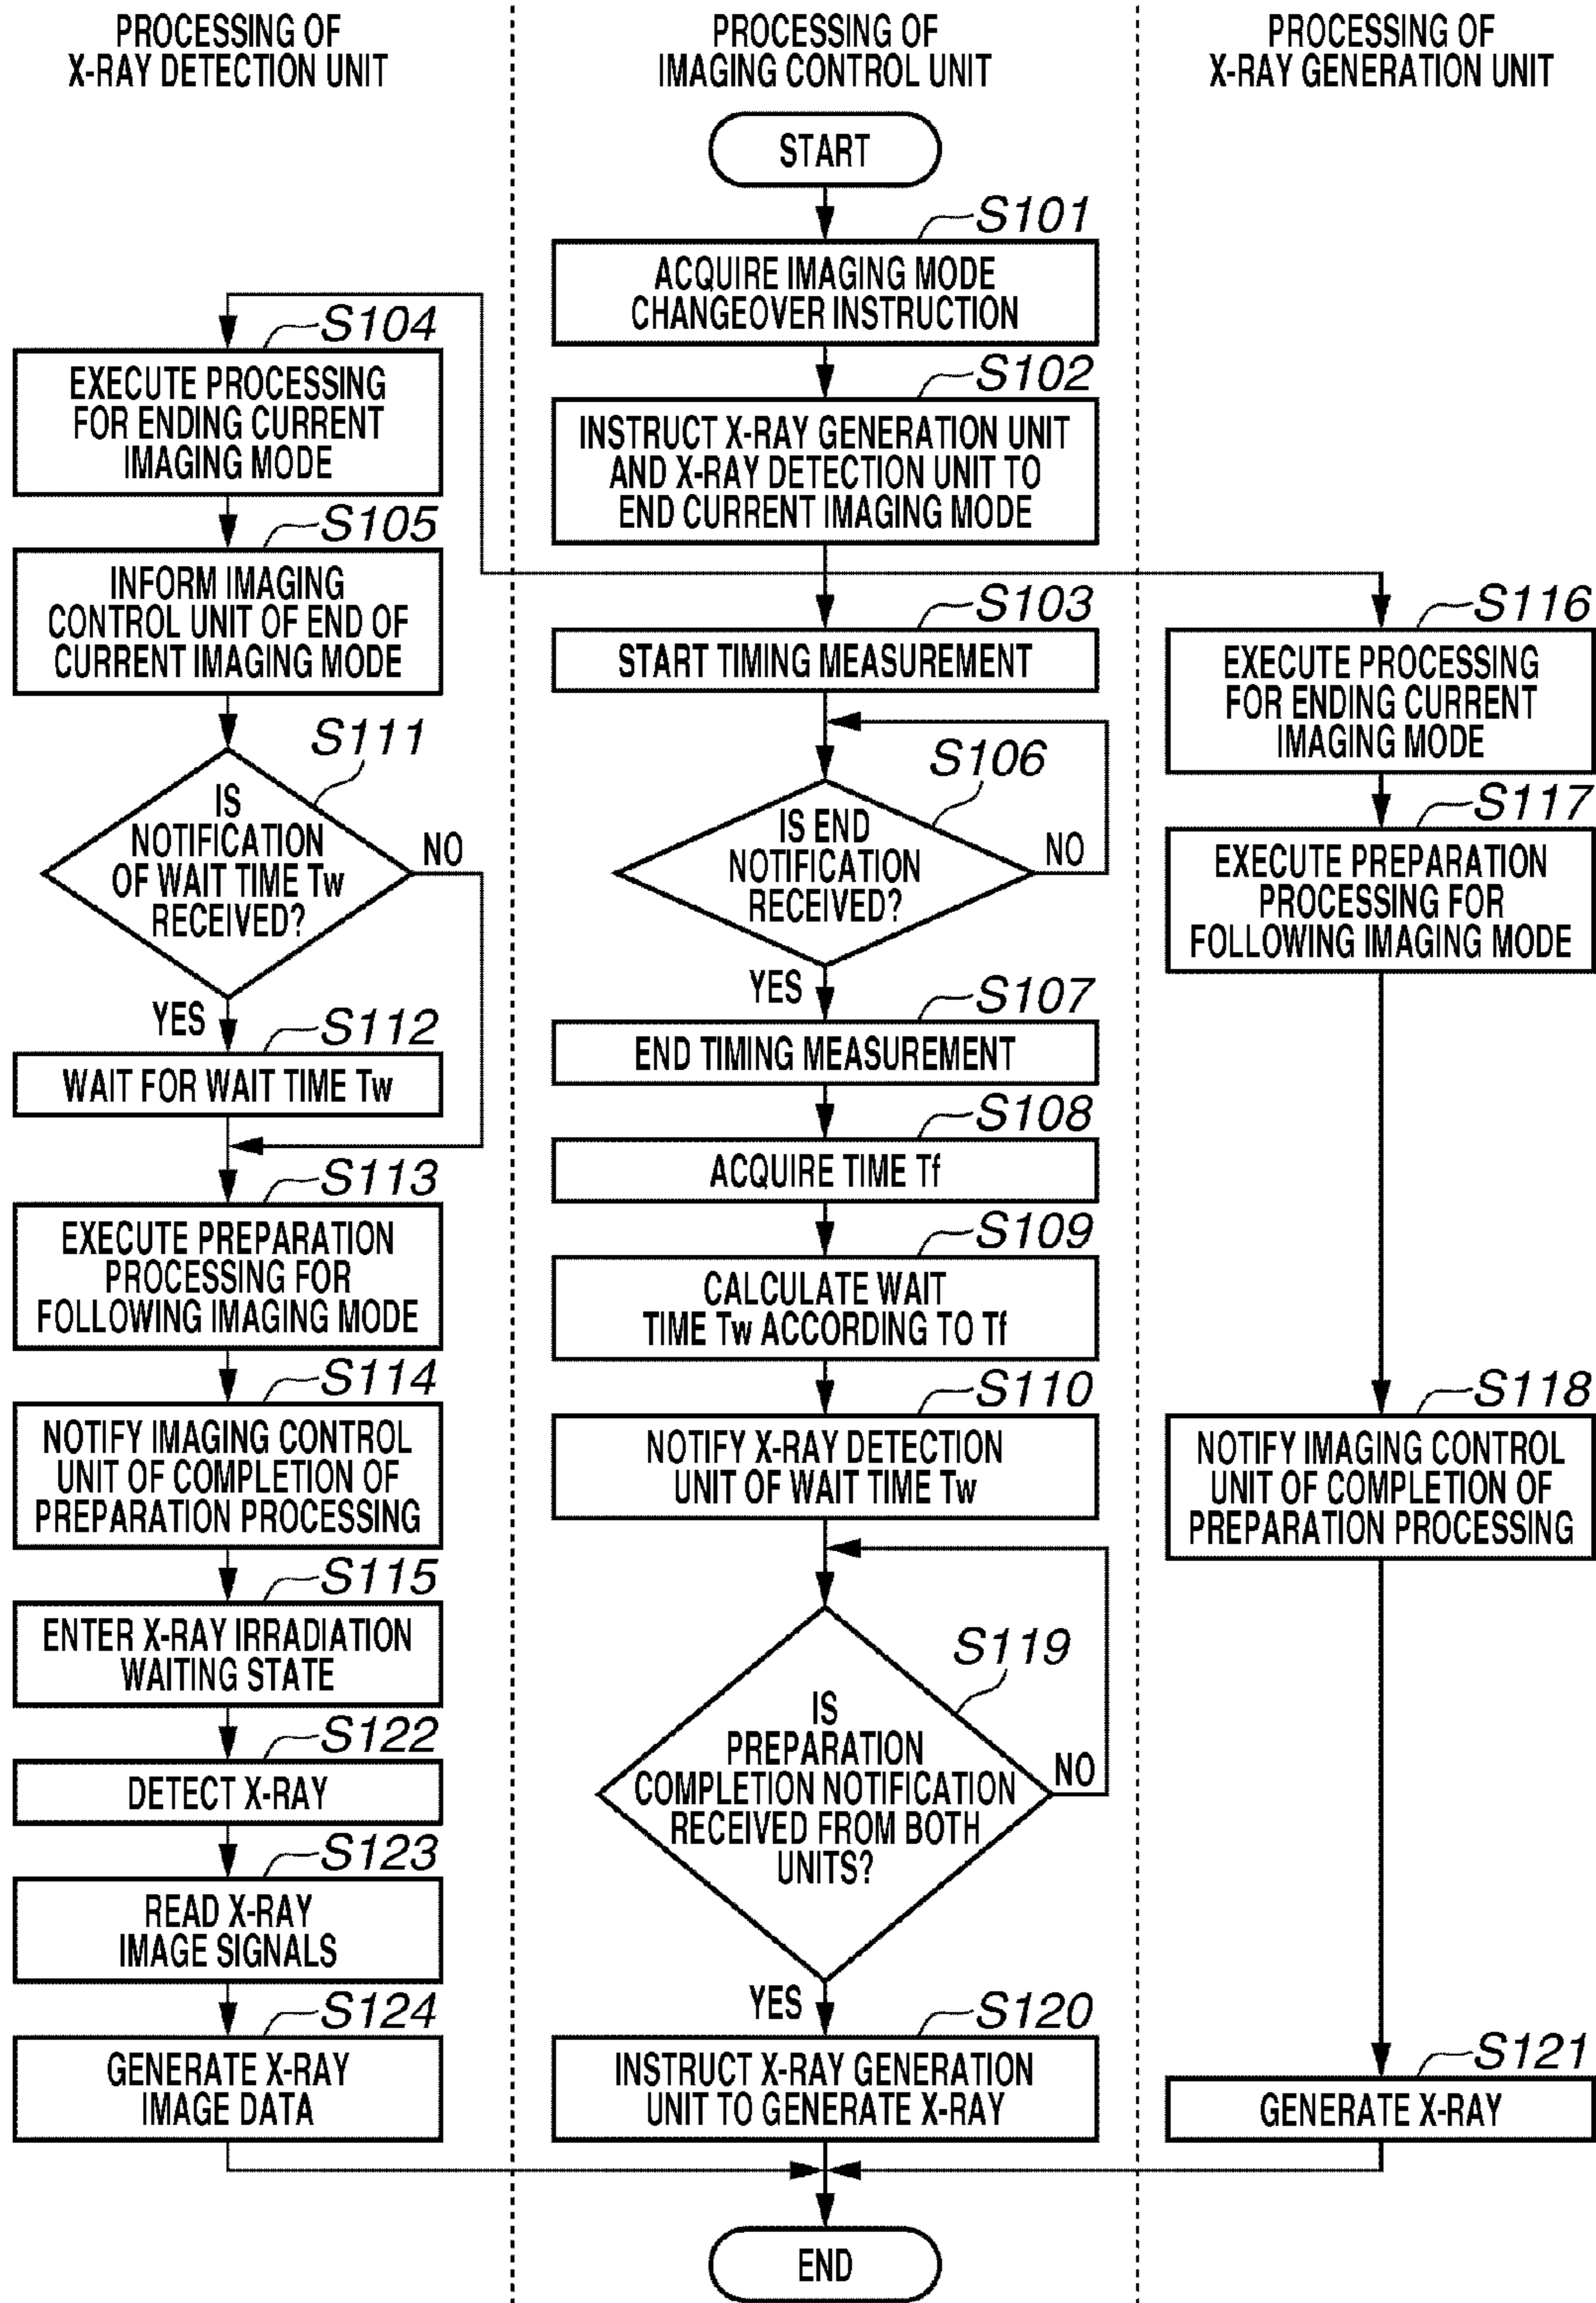 PROCESSING OF
X-RAY DETECTION UNIT
S104
EXECUTE PROCESSING
FOR ENDING CURRENT
IMAGING MODE
S105
INFORM IMAGING
CONTROL UNIT OF END OF
CURRENT IMAGING MODE
S111
IS
NOTIFICATION
OF WAIT TIME Tw
RECEIVED?
NO
YES
S112
WAIT FOR WAIT TIME Tw
S113
EXECUTE PREPARATION
PROCESSING FOR
FOLLOWING IMAGING MODE
S114
NOTIFY IMAGING CONTROL
UNIT OF COMPLETION OF
PREPARATION PROCESSING
S115
ENTER X-RAY IRRADIATION
WAITING STATE
S122
DETECT X-RAY
S123
READ X-RAY
IMAGE SIGNALS
S124
GENERATE X-RAY
IMAGE DATA
PROCESSING OF
IMAGING CONTROL UNIT
START
S101
ACQUIRE IMAGING MODE
CHANGEOVER INSTRUCTION
S102
INSTRUCT X-RAY GENERATION UNIT
AND X-RAY DETECTION UNIT TO
END CURRENT IMAGING MODE
S103
START TIMING MEASUREMENT
S106
IS END
NOTIFICATION
RECEIVED?
NO
YES
S107
END TIMING MEASUREMENT
S108
ACQUIRE TIME Tf
S109
CALCULATE WAIT
TIME Tw ACCORDING TO Tf
S110
NOTIFY X-RAY DETECTION
UNIT OF WAIT TIME Tw
S119
IS
PREPARATION
COMPLETION NOTIFICATION
RECEIVED FROM BOTH
UNITS?
NO
YES
S120
INSTRUCT X-RAY GENERATION
UNIT TO GENERATE X-RAY
END
PROCESSING OF
X-RAY GENERATION UNIT
S116
EXECUTE PROCESSING
FOR ENDING CURRENT
IMAGING MODE
S117
EXECUTE PREPARATION
PROCESSING FOR
FOLLOWING IMAGING MODE
S118
NOTIFY IMAGING CONTROL
UNIT OF COMPLETION OF
PREPARATION PROCESSING
S121
GENERATE X-RAY